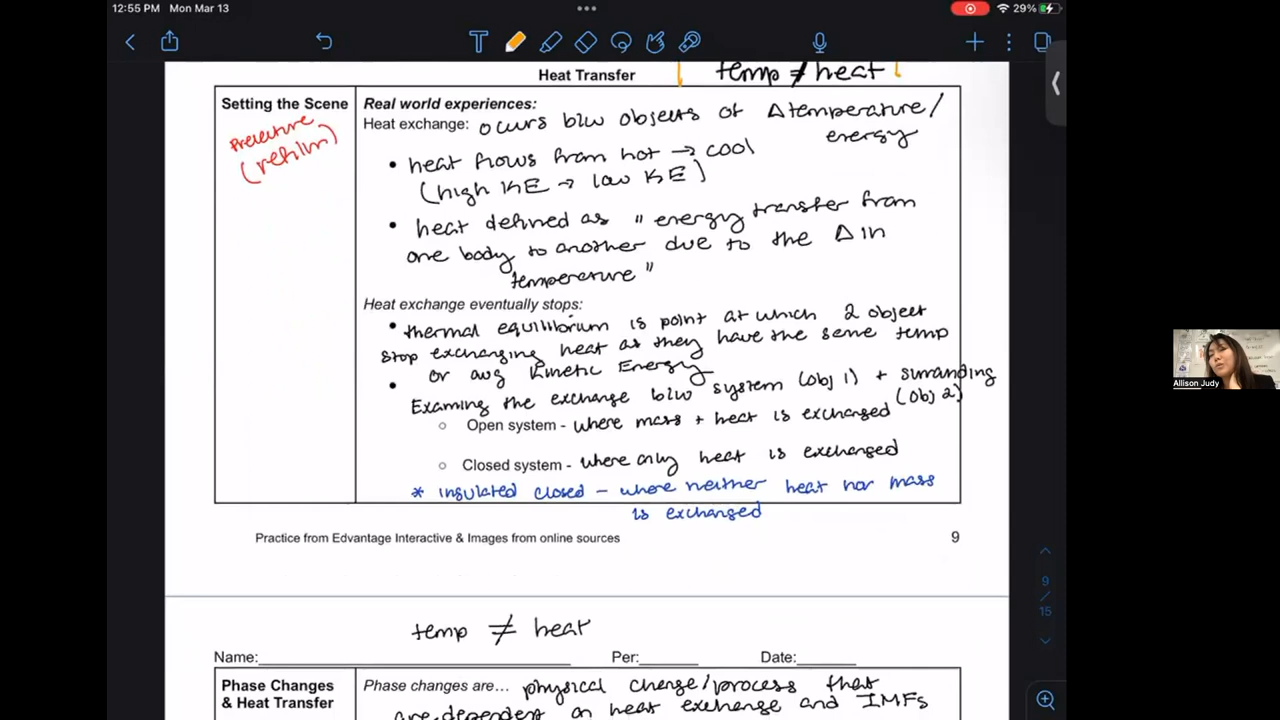 12:55 PM Mon Mar 13
29%
Heat Transfer
temp ≠ heat
Setting the Scene
(refilm)
Real world experiences:
Heat exchange: occurs b/w objects of Δtemperature/
energy
• heat flows from hot → cool
(high KE → low KE)
• heat defined as " energy transfer from
one body to another due to the Δ in
temperature "
Heat exchange eventually stops:
• thermal equilibrium is point at which 2 object
stop exchanging heat as they have the same temp
or avg Kinetic Energy
• Examining the exchange b/w system (obj 1) + surrounding
(obj 2)
○ Open system - where mass + heat is exchanged
○ Closed system - where only heat is exchanged
* insulated closed - where neither heat nor mass
is exchanged
Practice from Edvantage Interactive & Images from online sources
9
temp ≠ heat
Name: Per: Date:
Phase Changes
& Heat Transfer
Phase changes are... physical change/process that
are dependent on heat exchange and IMFs
9
/
15
Allison Judy